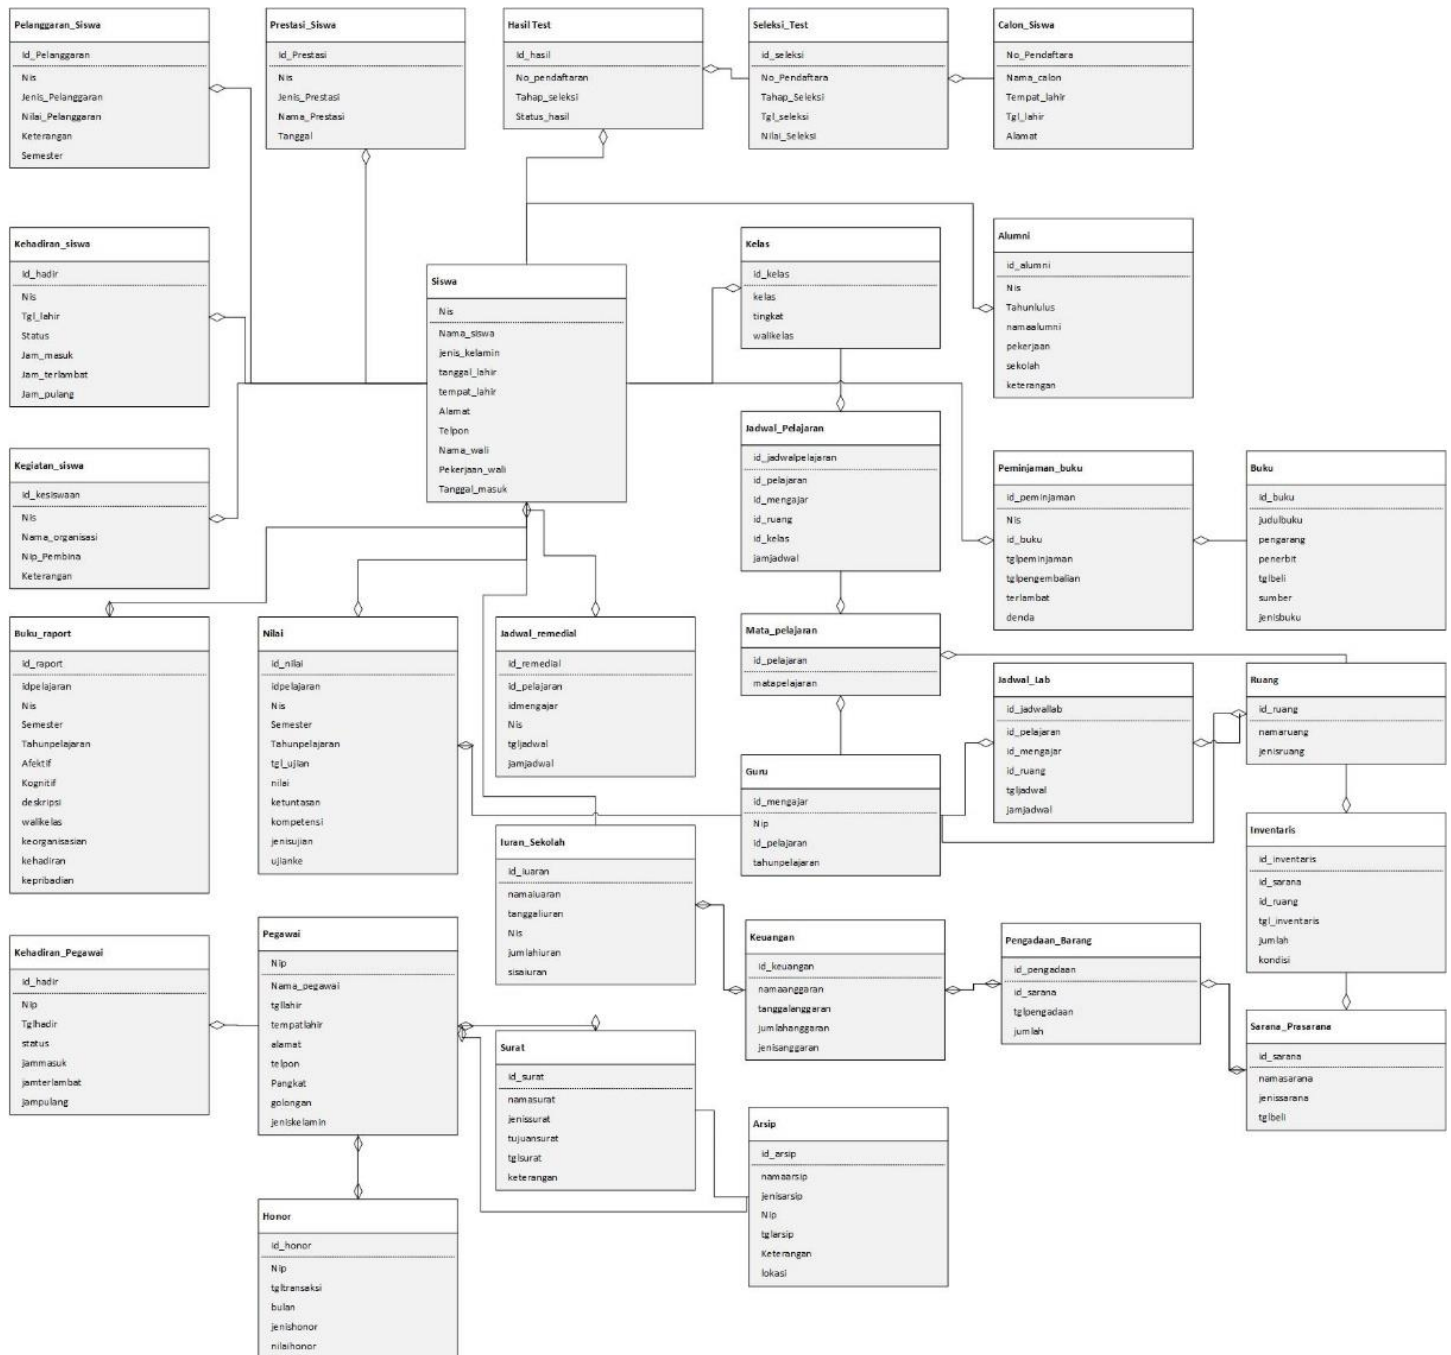 Pelanggaran_Siswa
Id_Pelanggaran
Nis
Jenis_Pelanggaran
Nilai_Pelanggaran
Keterangan
Semester
Prestasi_Siswa
Id_Prestasi
Nis
Jenis_Prestasi
Nama_Prestasi
Tanggal
Hasil Test
Id_hasil
No_pendaftaran
Tahap_seleksi
Status_hasil
Seleksi_Test
id_seleksi
No_Pendaftara
Tahap_Seleksi
Tgl_seleksi
Nilai_Seleksi
Calon_Siswa
No_Pendaftara
Nama_calon
Tempat_lahir
Tgl_lahir
Alamat
Kehadiran_siswa
id_hadir
Nis
Tgl_lahir
Status
Jam_masuk
Jam_terlambat
Jam_pulang
Siswa
Nis
Nama_siswa
jenis_kelamin
tanggal_lahir
tempat_lahir
Alamat
Telpon
Nama_wali
Pekerjaan_wali
Tanggal_masuk
Kelas
id_kelas
kelas
tingkat
walikelas
Alumni
id_alumni
Nis
Tahunlulus
namaalumni
pekerjaan
sekolah
keterangan
Kegiatan_siswa
id_kesiswaan
Nis
Nama_organisasi
Nip_Pembina
Keterangan
Jadwal_Pelajaran
id_jadwalpelajaran
id_pelajaran
id_mengajar
id_ruang
id_kelas
jamjadwal
Peminjaman_buku
id_peminjaman
Nis
id_buku
tglpeminjaman
tglpengembalian
terlambat
denda
Buku
id_buku
judulbuku
pengarang
penerbit
tglbeli
sumber
jenisbuku
Buku_raport
id_raport
idpelajaran
Nis
Semester
Tahunpelajaran
Afektif
Kognitif
deskripsi
walikelas
keorganisasian
kehadiran
kepribadian
Nilai
id_nilai
idpelajaran
Nis
Semester
Tahunpelajaran
tgl_ujian
nilai
ketuntasan
kompetensi
jenisujian
ujianke
Jadwal_remedial
id_remedial
id_pelajaran
idmengajar
Nis
tgljadwal
jamjadwal
Mata_pelajaran
id_pelajaran
matapelajaran
Jadwal_Lab
id_jadwallab
id_pelajaran
id_mengajar
id_ruang
tgljadwal
jamjadwal
Ruang
id_ruang
namaruang
jenisruang
Guru
id_mengajar
Nip
id_pelajaran
tahunpelajaran
Iuran_Sekolah
id_iuaran
namaiuaran
tanggaliuran
Nis
jumlahiuran
sisaiuran
Inventaris
id_inventaris
id_sarana
id_ruang
tgl_inventaris
jumlah
kondisi
Kehadiran_Pegawai
id_hadir
Nip
Tglhadir
status
jammasuk
jamterlambat
jampulang
Pegawai
Nip
Nama_pegawai
tgllahir
tempatlahir
alamat
telpon
Pangkat
golongan
jeniskelamin
Keuangan
id_keuangan
namaanggaran
tanggalanggaran
jumlahanggaran
jenisanggaran
Pengadaan_Barang
id_pengadaan
id_sarana
tglpengadaan
jumlah
Sarana_Prasarana
id_sarana
namasarana
jenissarana
tglbeli
Surat
id_surat
namasurat
jenissurat
tujuansurat
tglsurat
keterangan
Arsip
id_arsip
namaarsip
jenisarsip
Nip
tglarsip
Keterangan
lokasi
Honor
id_honor
Nip
tgltransaksi
bulan
jenishonor
nilaihonor